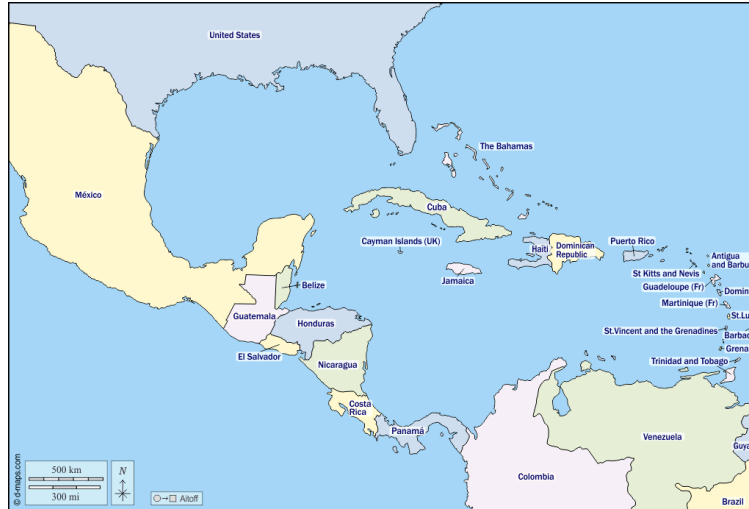 United States
The Bahamas
México
Cuba
Cayman Islands (UK)
Haiti
Dominican
Republic
Puerto Rico
Antigua
and Barbu
St Kitts and Nevis
Jamaica
Belize
Guadeloupe (Fr)
Domin
Martinique (Fr)
Guatemala
St.Lu
Honduras
St.Vincent and the Grenadines
Barbad
El Salvador
Grena
Nicaragua
Trinidad and Tobago
Costa
Rica
Panamá
Venezuela
Guya
Colombia
Brazil
500 km
300 mi
N
Aitoff
© d-maps.com